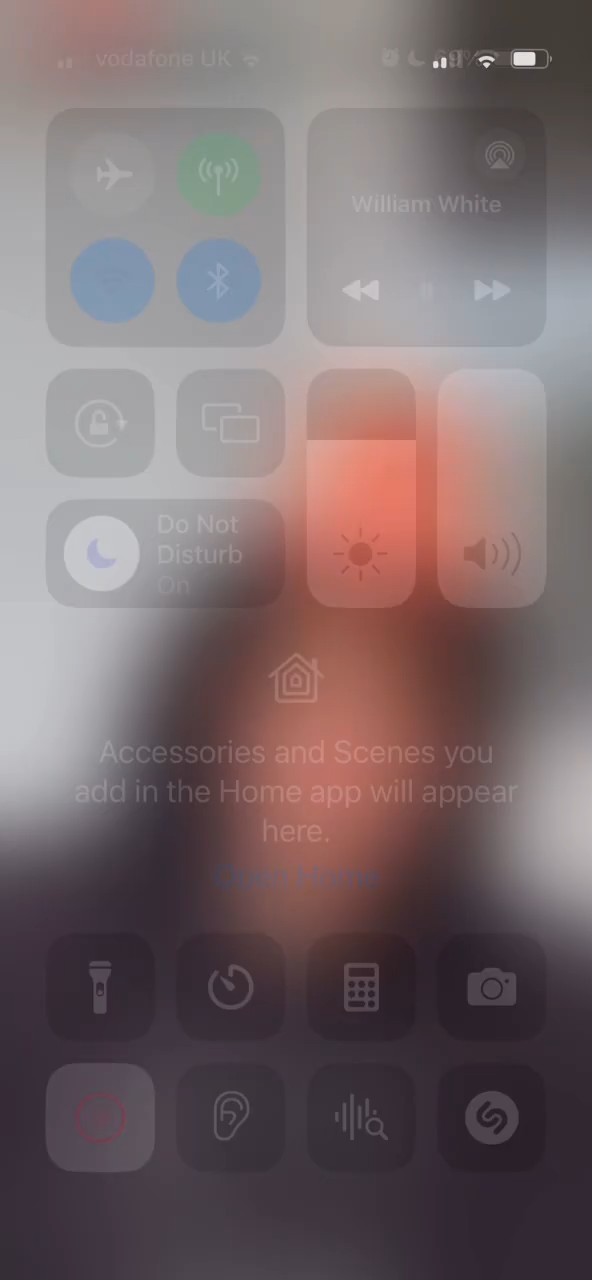 vodafone UK
William White
Do Not
Disturb
On
Accessories and Scenes you
add in the Home app will appear
here.
Open Home